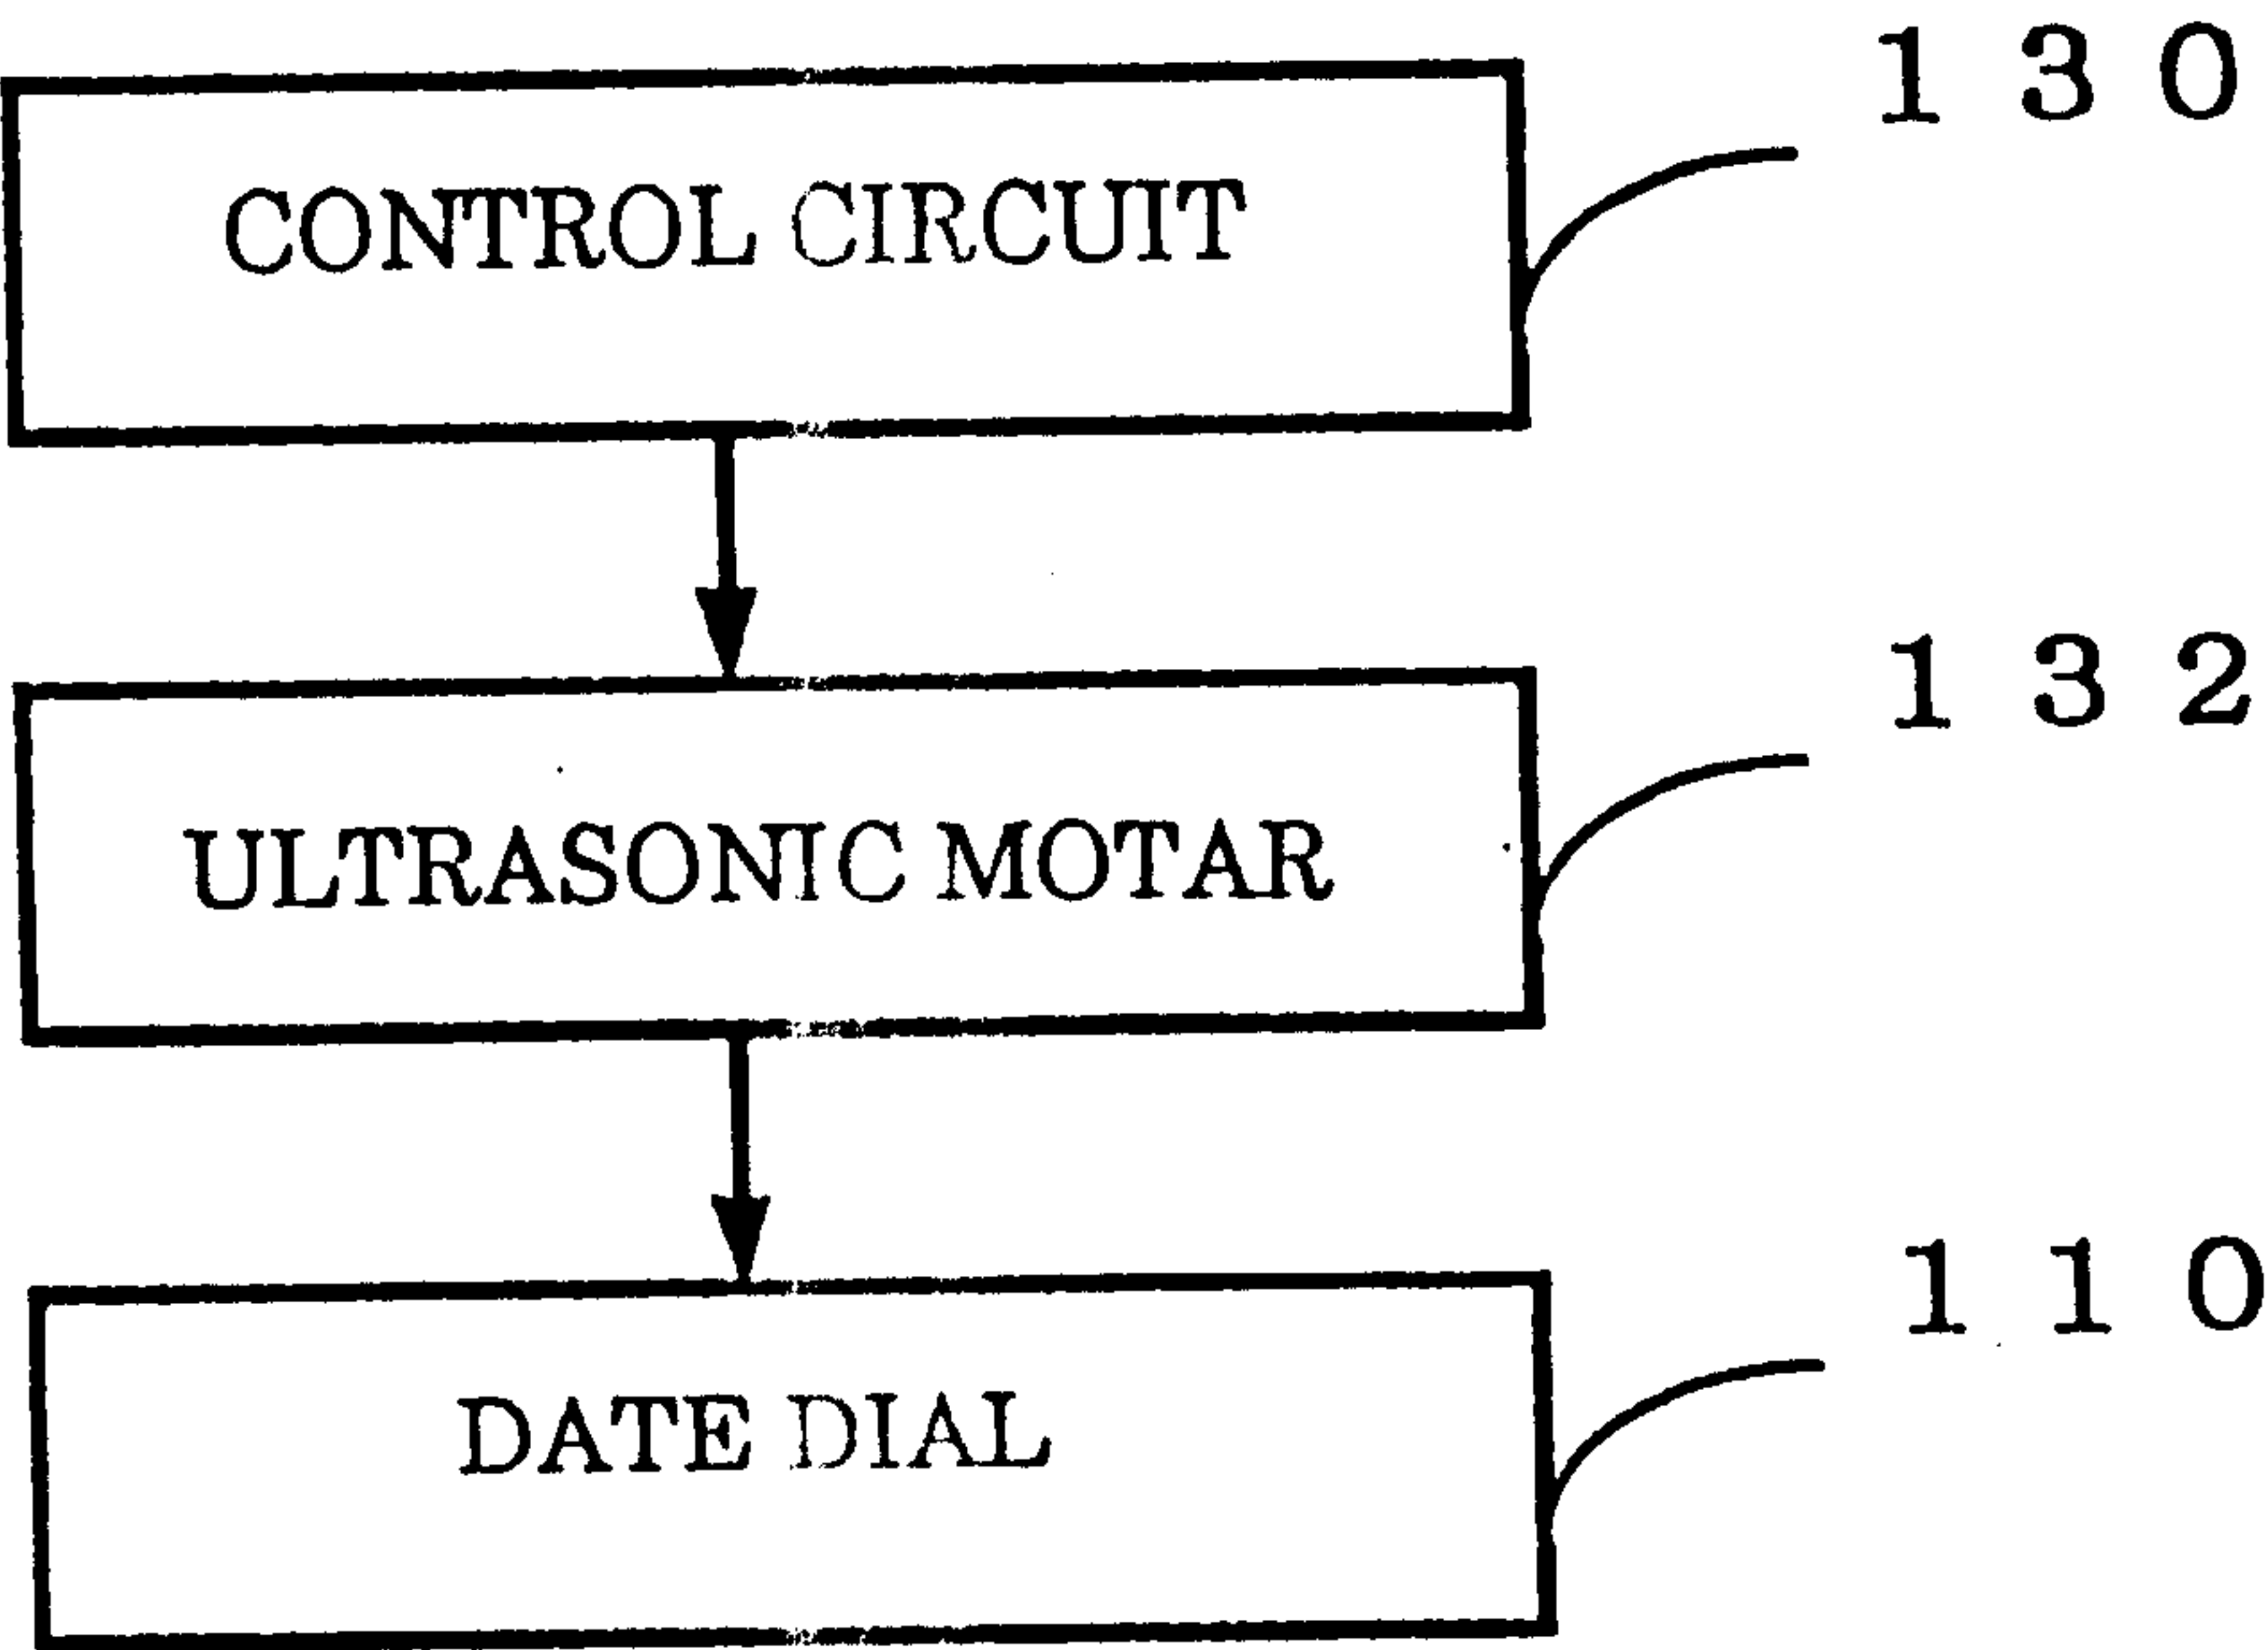 130
CONTROL CIRCUIT
132
ULTRASONIC MOTAR
110
DATE DIAL